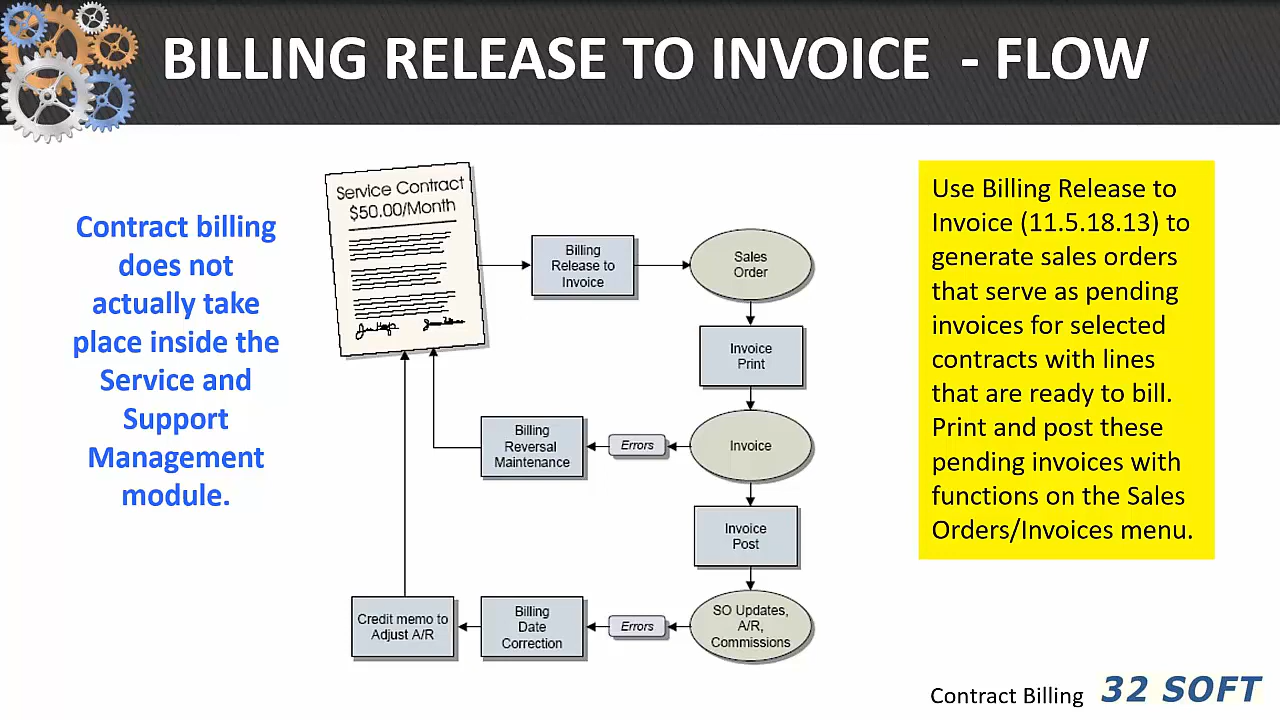 BILLING RELEASE TO INVOICE - FLOW
Contract billing
does not
actually take
place inside the
Service and
Support
Management
module.
Service Contract
$50.00/Month
Billing
Release to
Invoice
Sales
Order
Invoice
Print
Billing
Reversal
Maintenance
Errors
Invoice
Invoice
Post
Credit memo to
Adjust A/R
Billing
Date
Correction
Errors
SO Updates,
A/R,
Commissions
Use Billing Release to
Invoice (11.5.18.13) to
generate sales orders
that serve as pending
invoices for selected
contracts with lines
that are ready to bill.
Print and post these
pending invoices with
functions on the Sales
Orders/Invoices menu.
Contract Billing
32 SOFT